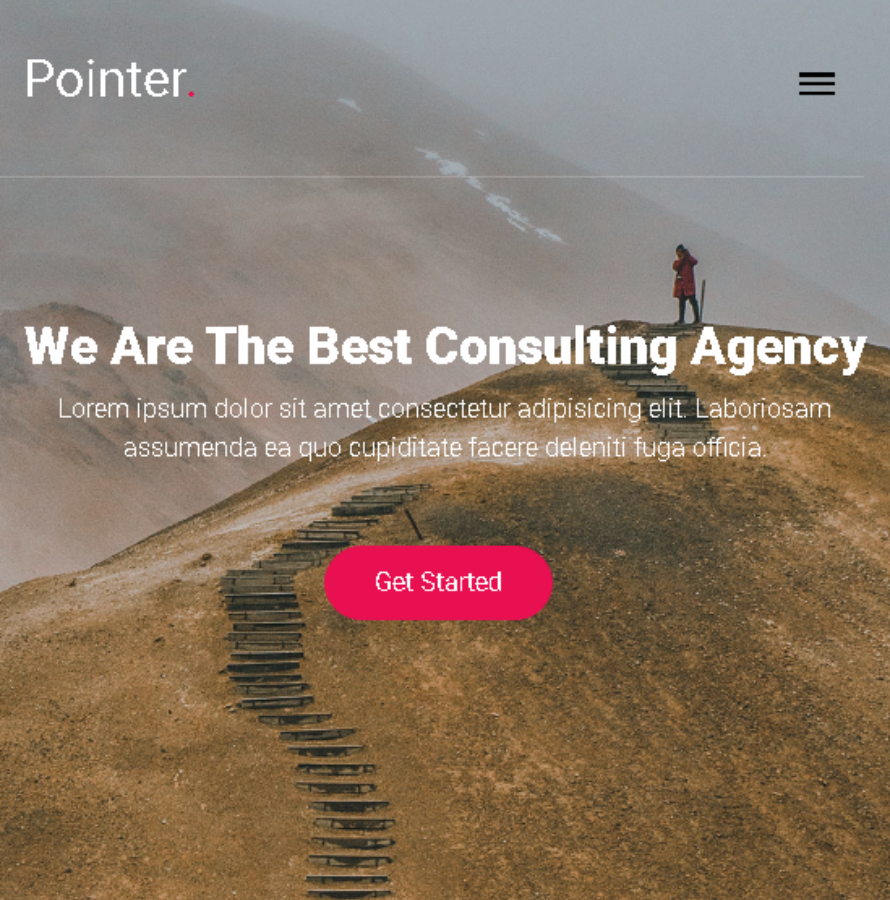 Pointer.
We Are The Best Consulting Agency
Lorem ipsum dolor sit amet consectetur adipisicing elit. Laboriosam
assumenda ea quo cupiditate facere deleniti fuga officia.
Get Started